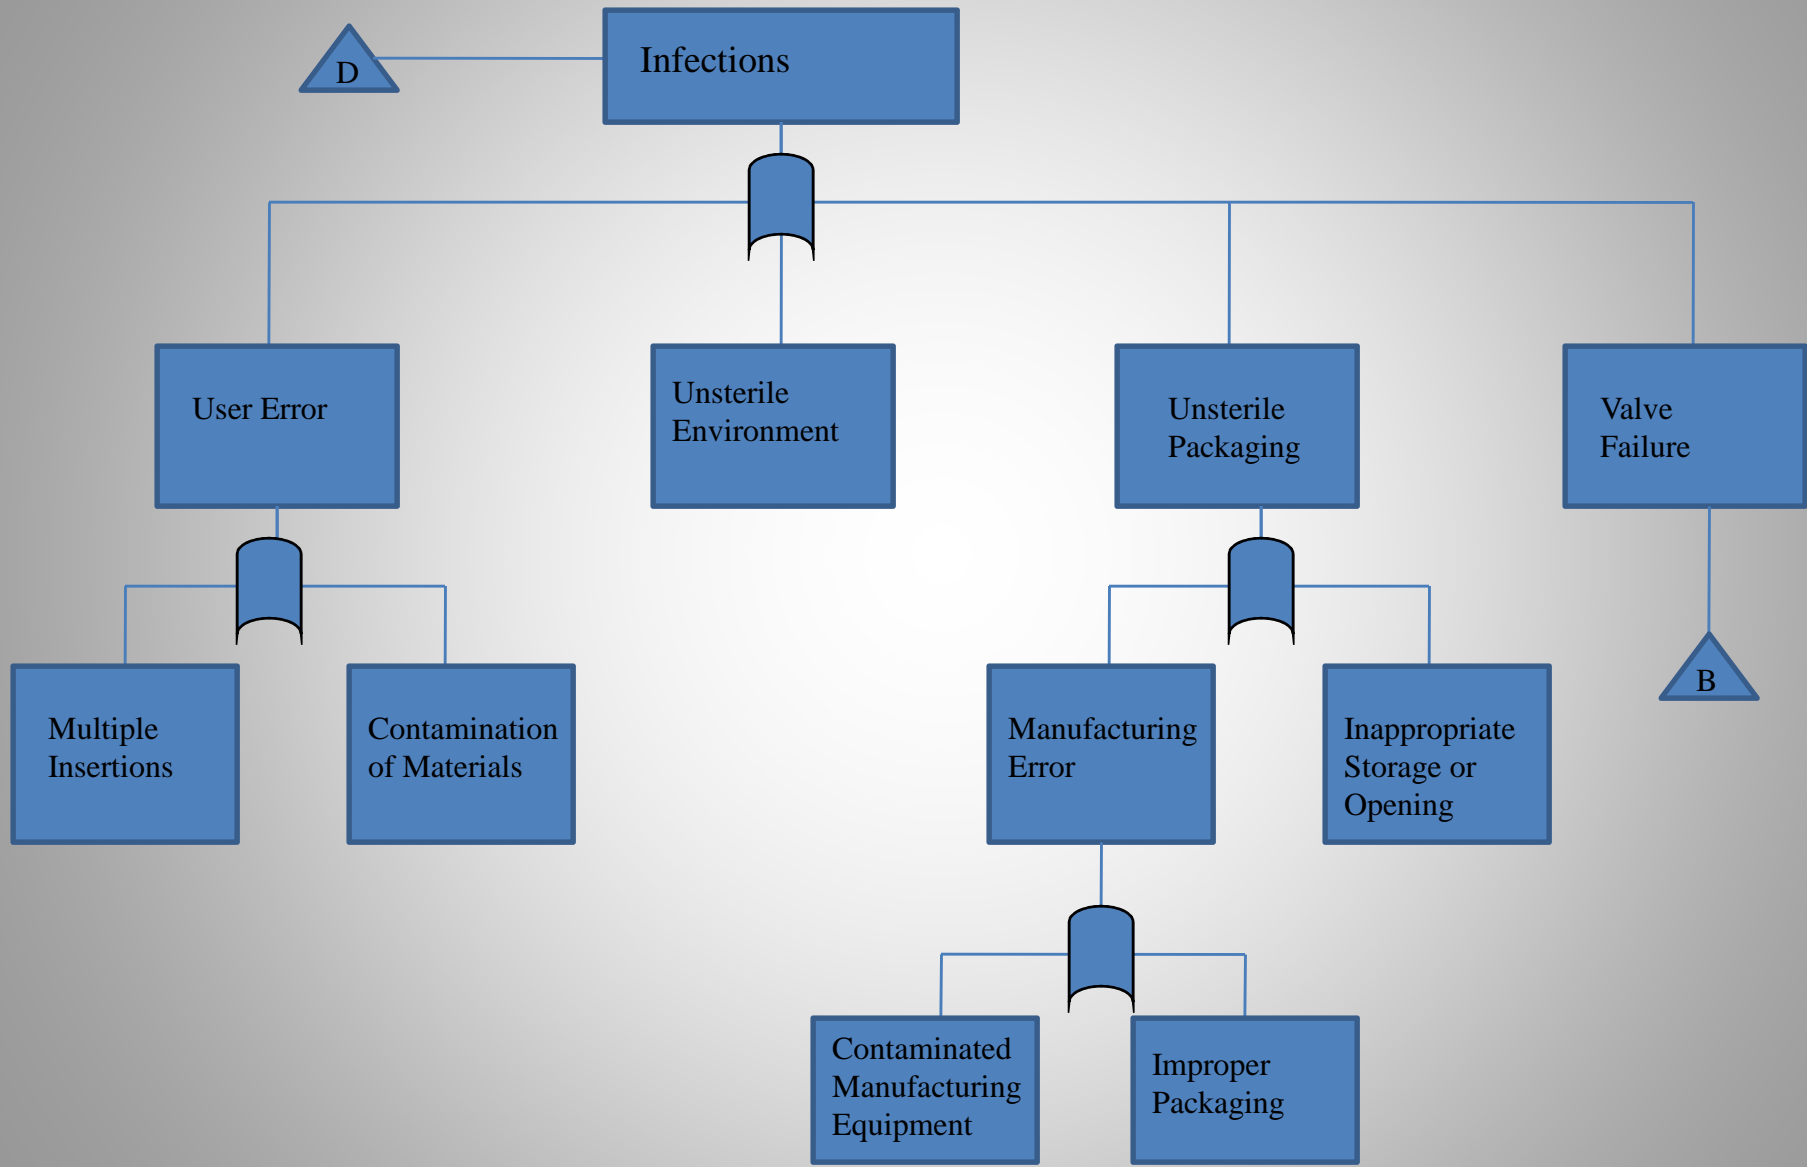 D
Infections
User Error
Unsterile
Environment
Unsterile
Packaging
Valve
Failure
B
Multiple
Insertions
Contamination
of Materials
Manufacturing
Error
Inappropriate
Storage or
Opening
Contaminated
Manufacturing
Equipment
Improper
Packaging